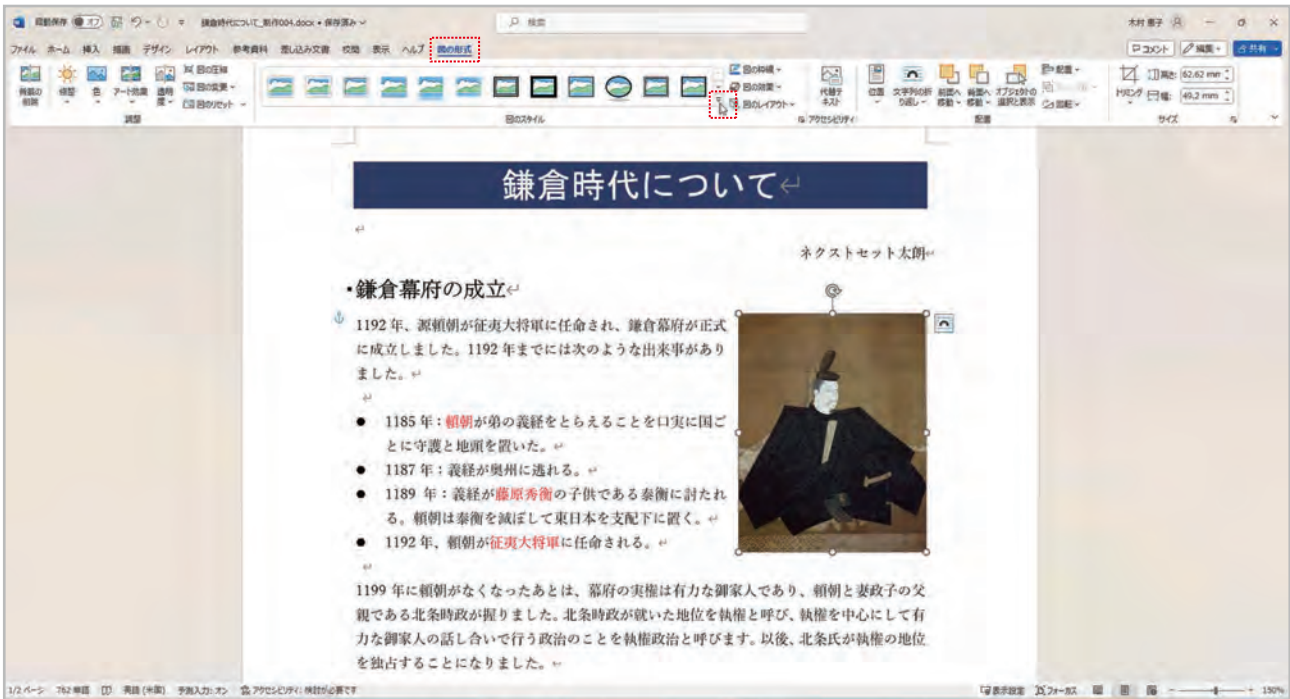 自動保存 オフ 鎌倉時代について_動作004.docx • 保存済み 検索 木村 恵子
ファイル ホーム 挿入 描画 デザイン レイアウト 参考資料 差し込み文書 校閲 表示 ヘルプ 図の形式 コメント 編集 共有
背景の削除 修整 色 アート効果 透明度 図の圧縮 図の変更 図のリセット
図の枠線 図の効果 図のレイアウト
代替テキスト
位置 文字列の折り返し 前面へ移動 背面へ移動 オブジェクトの選択と表示 配置 回転
トリミング 高さ: 62.62 mm 幅: 49.2 mm
調整 図のスタイル アクセシビリティ 配置 サイズ
鎌倉時代について↵
↵
ネクストセット太朗↵
・鎌倉幕府の成立↵
1192 年、源頼朝が征夷大将軍に任命され、鎌倉幕府が正式
に成立しました。1192 年までには次のような出来事があり
ました。↵
↵
● 1185 年：頼朝が弟の義経をとらえることを口実に国ご
とに守護と地頭を置いた。↵
● 1187 年：義経が奥州に逃れる。↵
● 1189 年：義経が藤原秀衡の子供である泰衡に討たれ
る。頼朝は泰衡を滅ぼして東日本を支配下に置く。↵
● 1192 年、頼朝が征夷大将軍に任命される。↵
↵
1199 年に頼朝がなくなったあとは、幕府の実権は有力な御家人であり、頼朝と妻政子の父
親である北条時政が握りました。北条時政が就いた地位を執権と呼び、執権を中心にして有
力な御家人の話し合いで行う政治のことを執権政治と呼びます。以後、北条氏が執権の地位
を独占することになりました。↵
1/2 ページ 762 単語 英語 (米国) 予測入力: オン アクセシビリティ: 検討が必要です 表示設定 フォーカス 150%